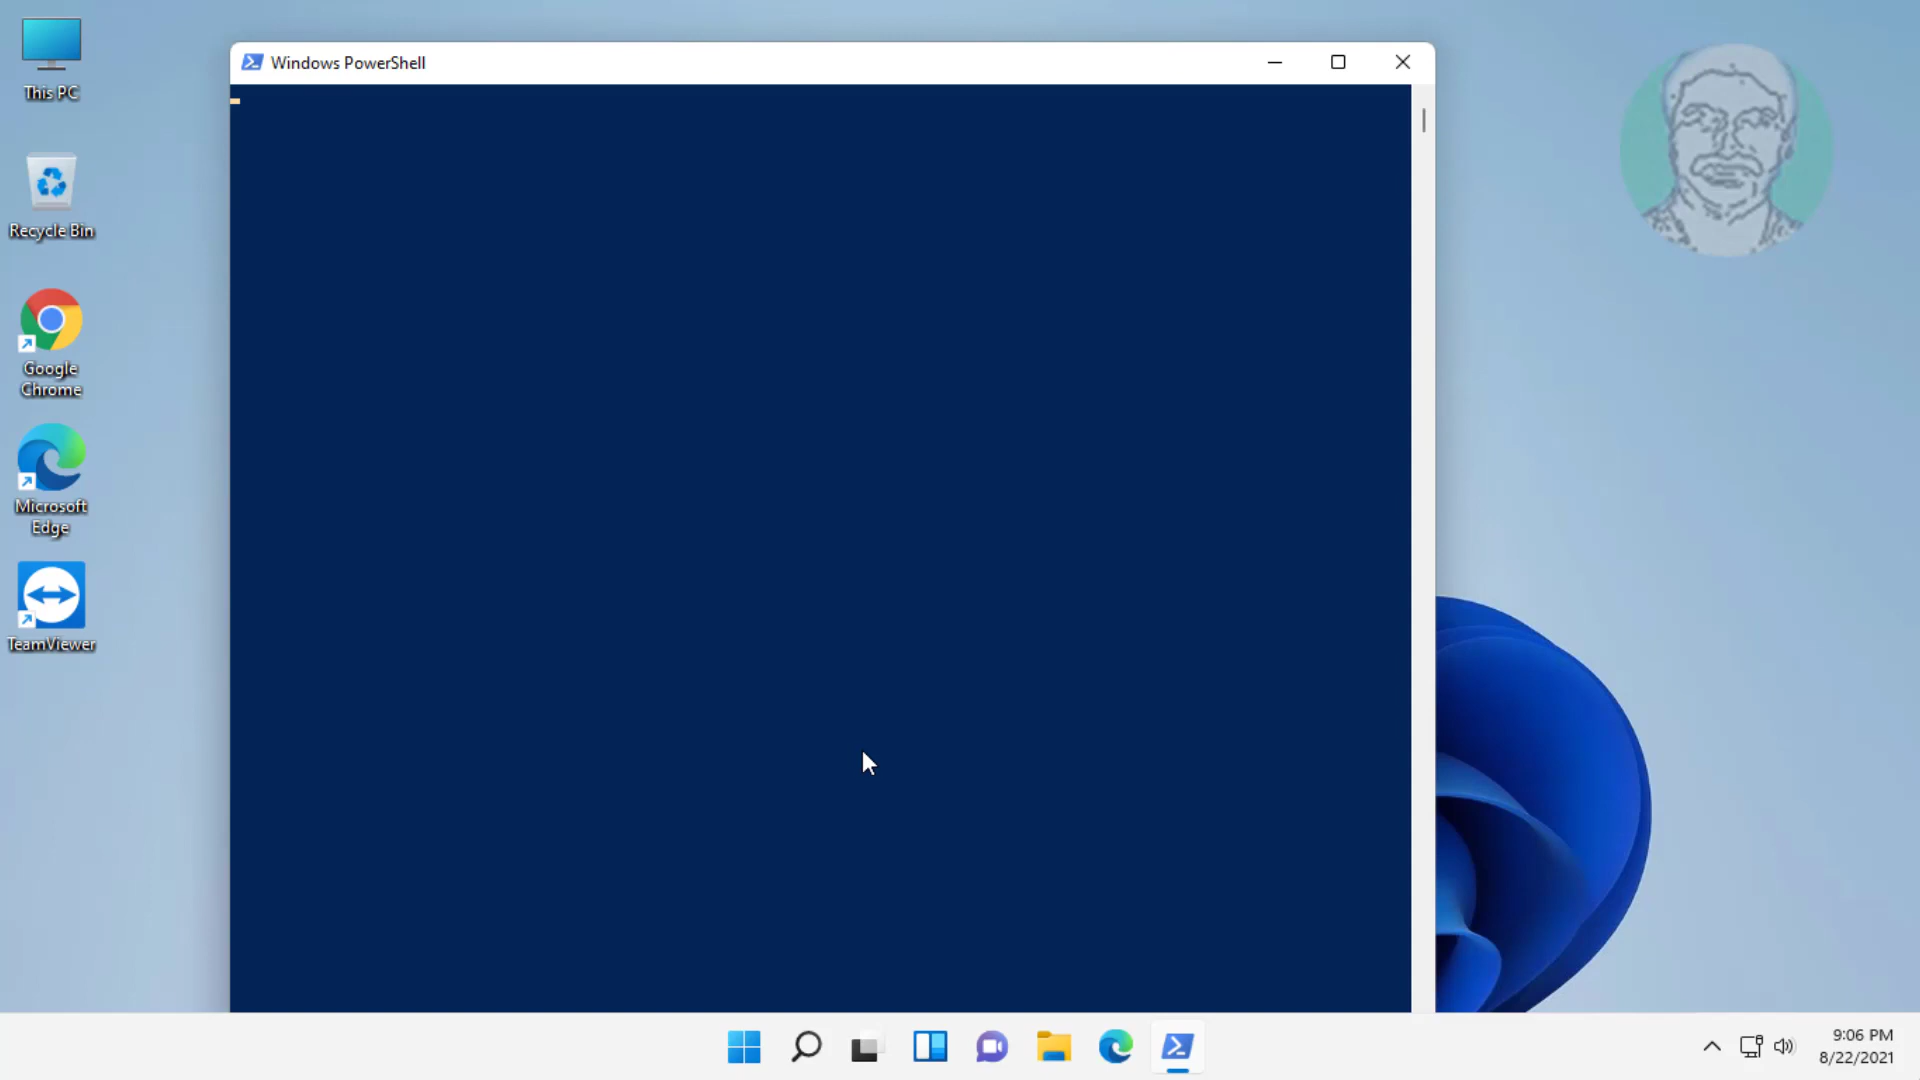 Windows PowerShell
This PC
Recycle Bin
Google
Chrome
Microsoft
Edge
TeamViewer
9:06 PM
8/22/2021